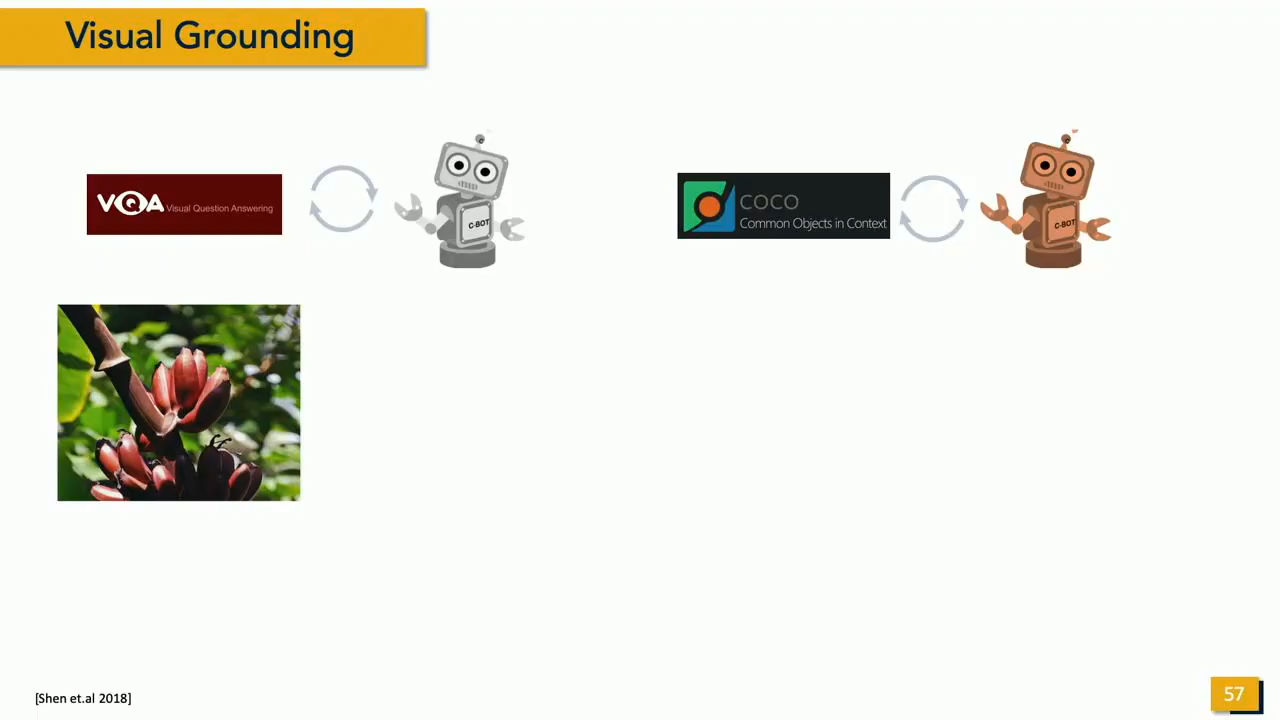 Visual Grounding
VQA Visual Question Answering
C-BOT
COCO
Common Objects in Context
C-BOT
[Shen et.al 2018]
57